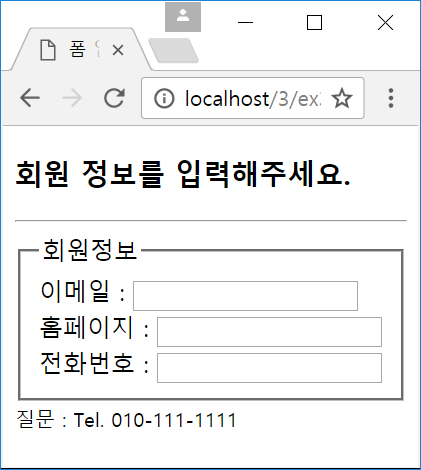 폼
localhost/3/ex
회원 정보를 입력해주세요.
회원정보
이메일 :
홈페이지 :
전화번호 :
질문 : Tel. 010-111-1111